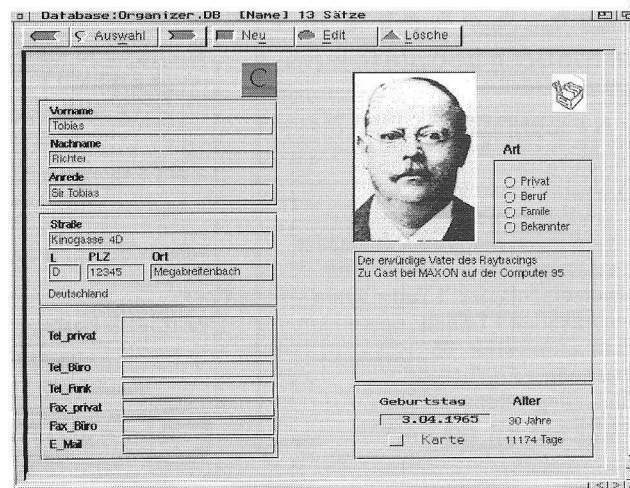 Database:Organizer.DB [Name] 13 Sätze
Auswahl Neu Edit Lösche
C
Vorname
Tobias
Nachname
Richter
Anrede
Sir Tobias
Straße
Kinogasse 4D
L PLZ Ort
D 12345 Megabreitenbach
Deutschland
Tel_privat
Tel_Büro
Tel_Funk
Fax_privat
Fax_Büro
E_Mail
Art
Privat
Beruf
Familie
Bekannter
Der erwürdige Vater des Raytracings
Zu Gast bei MAXON auf der Computer 95
Geburtstag Alter
3.04.1965 30 Jahre
Karte 11174 Tage